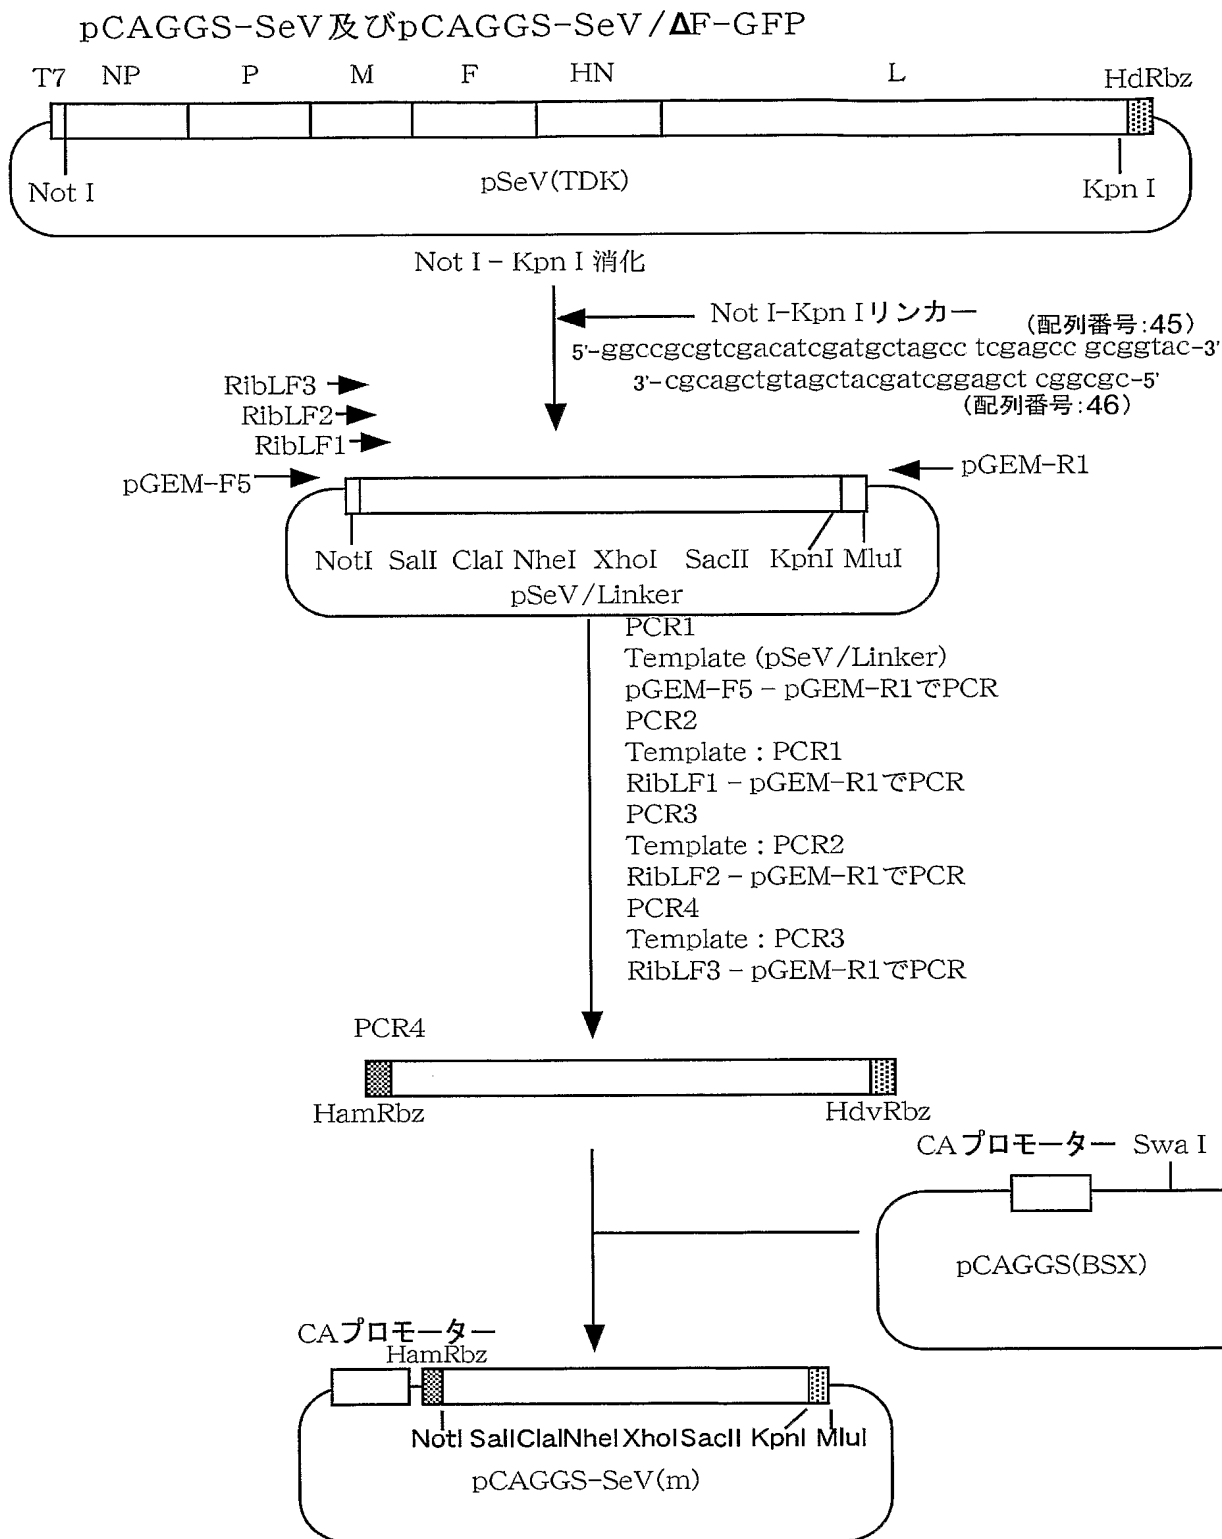 pCAGGS-SeV及びpCAGGS-SeV/ΔF-GFP
T7 NP P M F HN L HdRbz
Not I pSeV(TDK) Kpn I
Not I - Kpn I 消化
Not I-Kpn Iリンカー (配列番号:45)
5'-ggccgcgtcgacatcgatgctagcc tcgagcc gcggtac-3'
3'-cgcagctgtagctacgatcggagct cggcgc-5'
(配列番号:46)
RibLF3
RibLF2
RibLF1
pGEM-F5 pGEM-R1
NotI SalI ClaI NheI XhoI SacII KpnI MluI
pSeV/Linker
PCR1
Template (pSeV/Linker)
pGEM-F5 - pGEM-R1でPCR
PCR2
Template : PCR1
RibLF1 - pGEM-R1でPCR
PCR3
Template : PCR2
RibLF2 - pGEM-R1でPCR
PCR4
Template : PCR3
RibLF3 - pGEM-R1でPCR
PCR4
HamRbz HdvRbz
CAプロモーター Swa I
pCAGGS(BSX)
CAプロモーター
HamRbz
NotI SalIClaINheI XhoISacII KpnI MluI
pCAGGS-SeV(m)